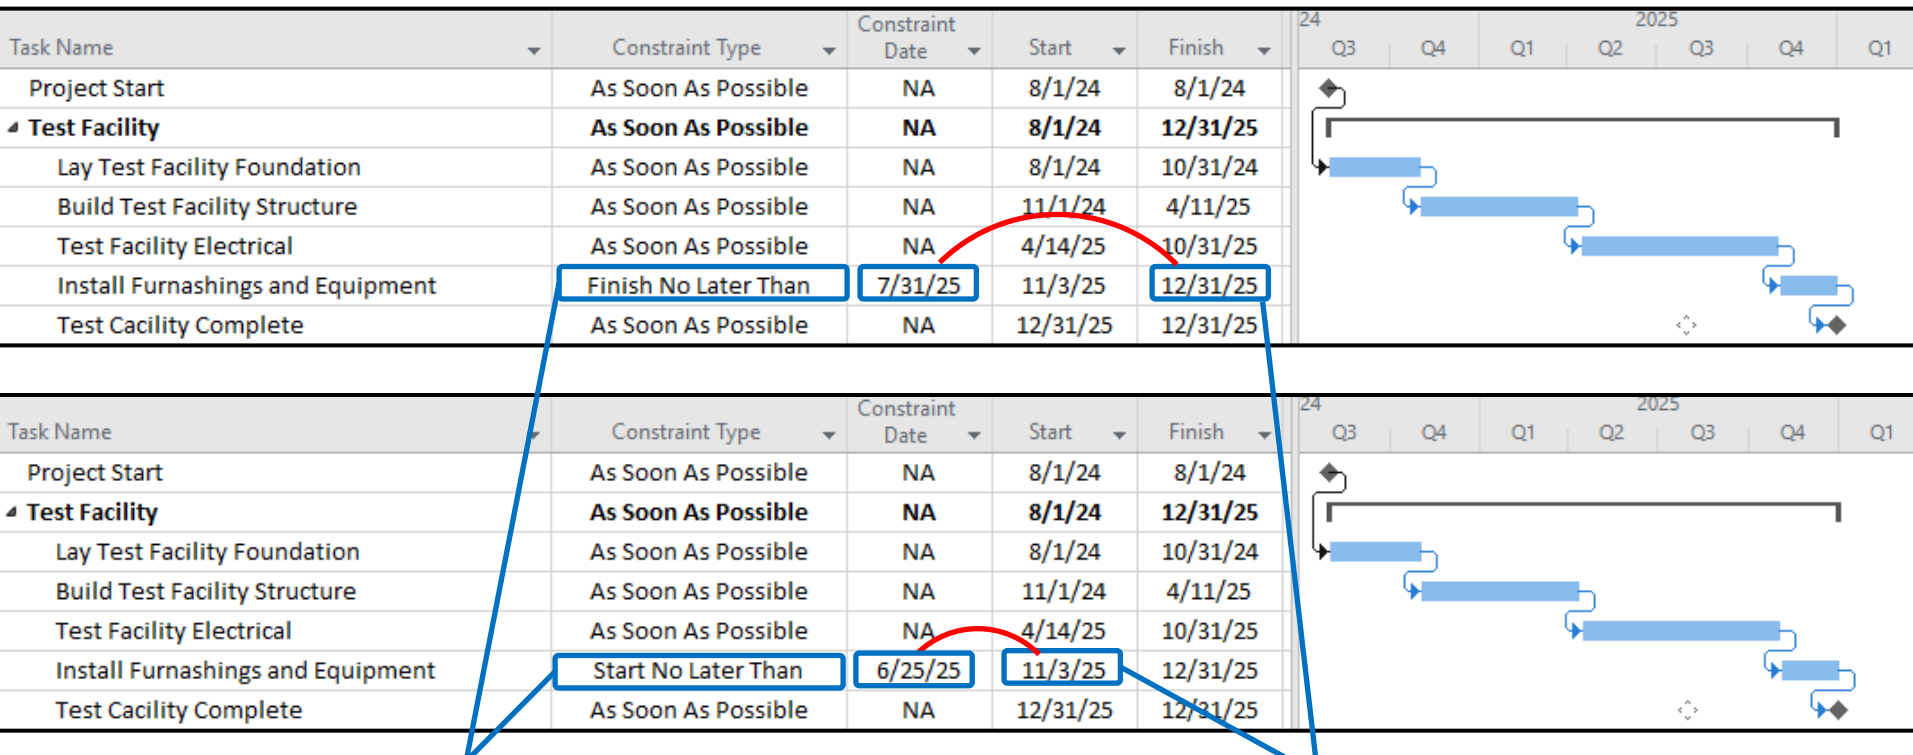 Task Name Constraint Type Constraint Date Start Finish 24 2025
Q3 Q4 Q1 Q2 Q3 Q4 Q1
Project Start As Soon As Possible NA 8/1/24 8/1/24
Test Facility As Soon As Possible NA 8/1/24 12/31/25
Lay Test Facility Foundation As Soon As Possible NA 8/1/24 10/31/24
Build Test Facility Structure As Soon As Possible NA 11/1/24 4/11/25
Test Facility Electrical As Soon As Possible NA 4/14/25 10/31/25
Install Furnashings and Equipment Finish No Later Than 7/31/25 11/3/25 12/31/25
Test Cacility Complete As Soon As Possible NA 12/31/25 12/31/25
Task Name Constraint Type Constraint Date Start Finish 24 2025
Q3 Q4 Q1 Q2 Q3 Q4 Q1
Project Start As Soon As Possible NA 8/1/24 8/1/24
Test Facility As Soon As Possible NA 8/1/24 12/31/25
Lay Test Facility Foundation As Soon As Possible NA 8/1/24 10/31/24
Build Test Facility Structure As Soon As Possible NA 11/1/24 4/11/25
Test Facility Electrical As Soon As Possible NA 4/14/25 10/31/25
Install Furnashings and Equipment Start No Later Than 6/25/25 11/3/25 12/31/25
Test Cacility Complete As Soon As Possible NA 12/31/25 12/31/25